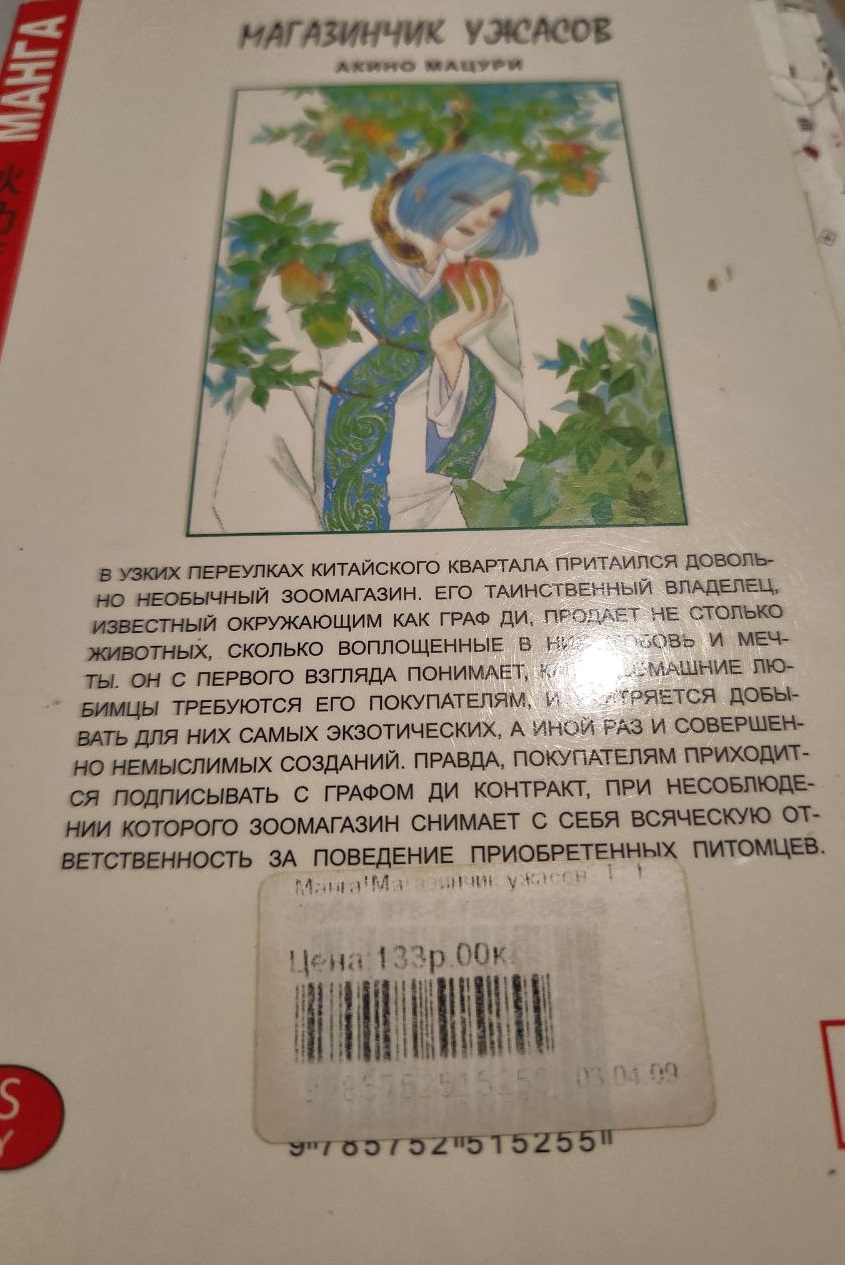 МАГАЗИНЧИК УЖАСОВ
АКИНО МАЦУРИ
МАНГА
В УЗКИХ ПЕРЕУЛКАХ КИТАЙСКОГО КВАРТАЛА ПРИТАИЛСЯ ДОВОЛЬ-
НО НЕОБЫЧНЫЙ ЗООМАГАЗИН. ЕГО ТАИНСТВЕННЫЙ ВЛАДЕЛЕЦ,
ИЗВЕСТНЫЙ ОКРУЖАЮЩИМ КАК ГРАФ ДИ, ПРОДАЕТ НЕ СТОЛЬКО
ЖИВОТНЫХ, СКОЛЬКО ВОПЛОЩЕННЫЕ В И МЕЧ-
ТЫ. ОН С ПЕРВОГО ВЗГЛЯДА ПОНИМАЕТ, ЛЮ-
БИМЦЫ ТРЕБУЮТСЯ ЕГО ПОКУПАТЕЛЯМ, И ДОБЫ-
ВАТЬ ДЛЯ НИХ САМЫХ ЭКЗОТИЧЕСКИХ, А ИНОЙ РАЗ И СОВЕРШЕН-
НО НЕМЫСЛИМЫХ СОЗДАНИЙ. ПРАВДА, ПОКУПАТЕЛЯМ ПРИХОДИТ-
СЯ ПОДПИСЫВАТЬ С ГРАФОМ ДИ КОНТРАКТ, ПРИ НЕСОБЛЮДЕ-
НИИ КОТОРОГО ЗООМАГАЗИН СНИМАЕТ С СЕБЯ ВСЯЧЕСКУЮ ОТ-
ВЕТСТВЕННОСТЬ ЗА ПОВЕДЕНИЕ ПРИОБРЕТЕННЫХ ПИТОМЦЕВ.
Манга!Магазинчик ужасов
Цена:133р.00к.
03.04.09
9 785752 515255